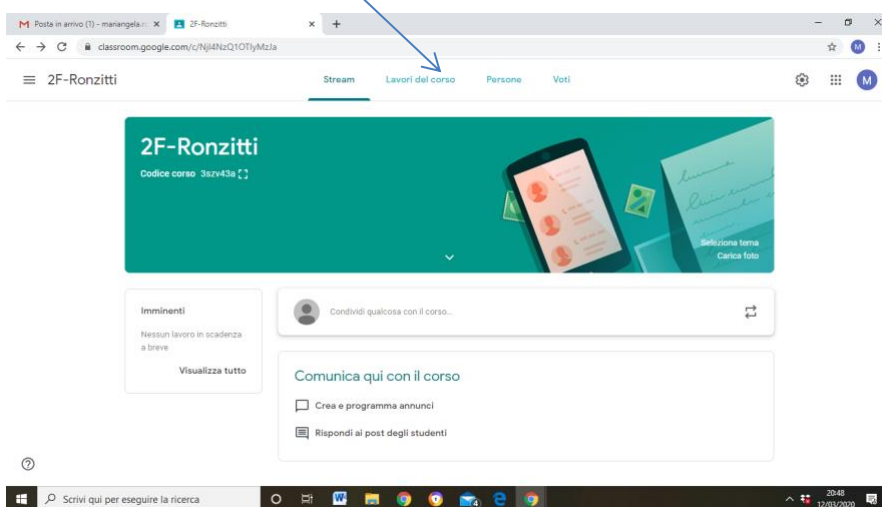 Posta in arrivo (1) - mariangela.r
2F-Ronzitti
classroom.google.com/c/NjI4NzQ1OTIyMzJa
M
2F-Ronzitti
Stream Lavori del corso Persone Voti
M
2F-Ronzitti
Codice corso 3szv43a
Seleziona tema
Carica foto
Imminenti
Nessun lavoro in scadenza
a breve
Visualizza tutto
Condividi qualcosa con il corso...
Comunica qui con il corso
Crea e programma annunci
Rispondi ai post degli studenti
Scrivi qui per eseguire la ricerca
4
20:48
12/03/2020